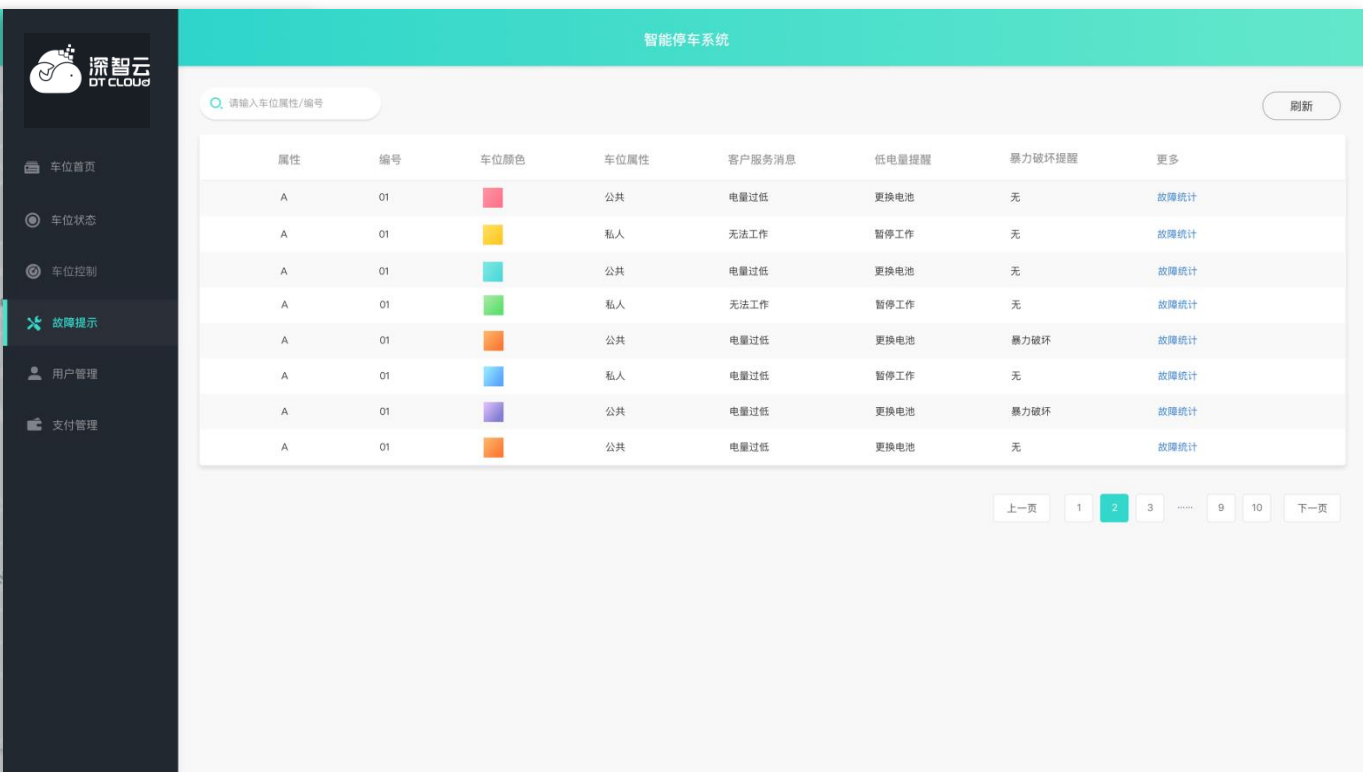 智能停车系统
深智云
DT CLOUd
车位首页
车位状态
车位控制
故障提示
用户管理
支付管理
请输入车位属性/编号
刷新
属性 编号 车位颜色 车位属性 客户服务消息 低电量提醒 暴力破坏提醒 更多
A 01 公共 电量过低 更换电池 无 故障统计
A 01 私人 无法工作 暂停工作 无 故障统计
A 01 公共 电量过低 更换电池 无 故障统计
A 01 私人 无法工作 暂停工作 无 故障统计
A 01 公共 电量过低 更换电池 暴力破坏 故障统计
A 01 私人 电量过低 暂停工作 无 故障统计
A 01 公共 电量过低 更换电池 暴力破坏 故障统计
A 01 公共 电量过低 更换电池 无 故障统计
上一页 1 2 3 ······ 9 10 下一页